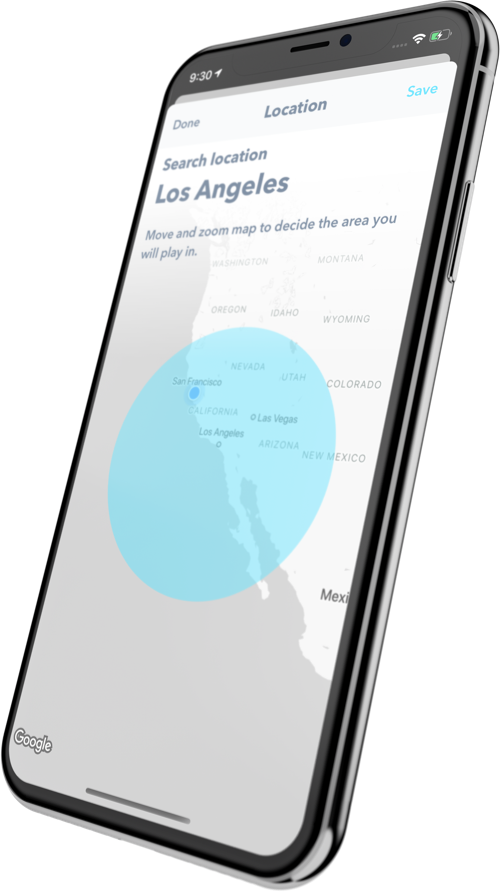 9:30
Done Location Save
Search location
Los Angeles
Move and zoom map to decide the area you
will play in.
WASHINGTON MONTANA
OREGON IDAHO WYOMING
NEVADA
UTAH
San Francisco COLORADO
CALIFORNIA Las Vegas
Los Angeles ARIZONA
NEW MEXICO
Mexi
Google